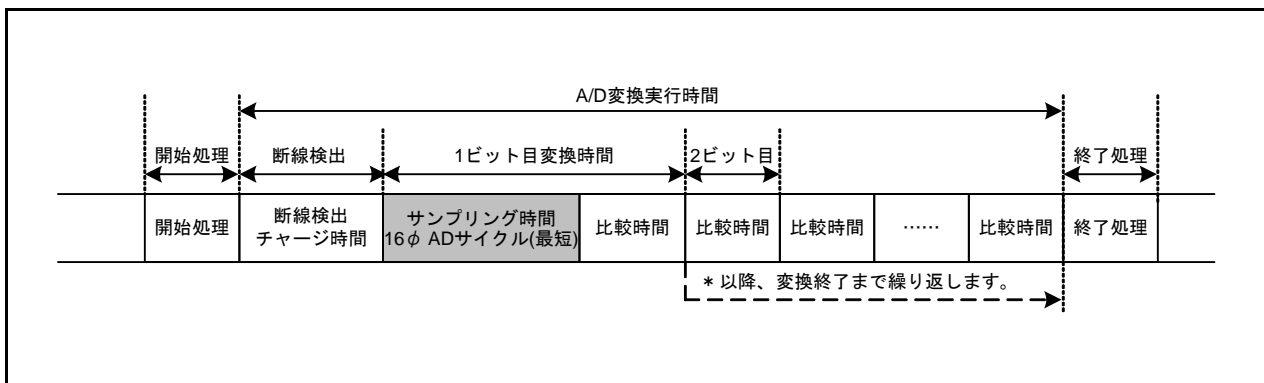 A/D変換実行時間
開始処理 断線検出 1ビット目変換時間 2ビット目 終了処理
開始処理
断線検出
チャージ時間
サンプリング時間
16φ ADサイクル(最短)
比較時間 比較時間 比較時間 …… 比較時間 終了処理
* 以降、変換終了まで繰り返します。